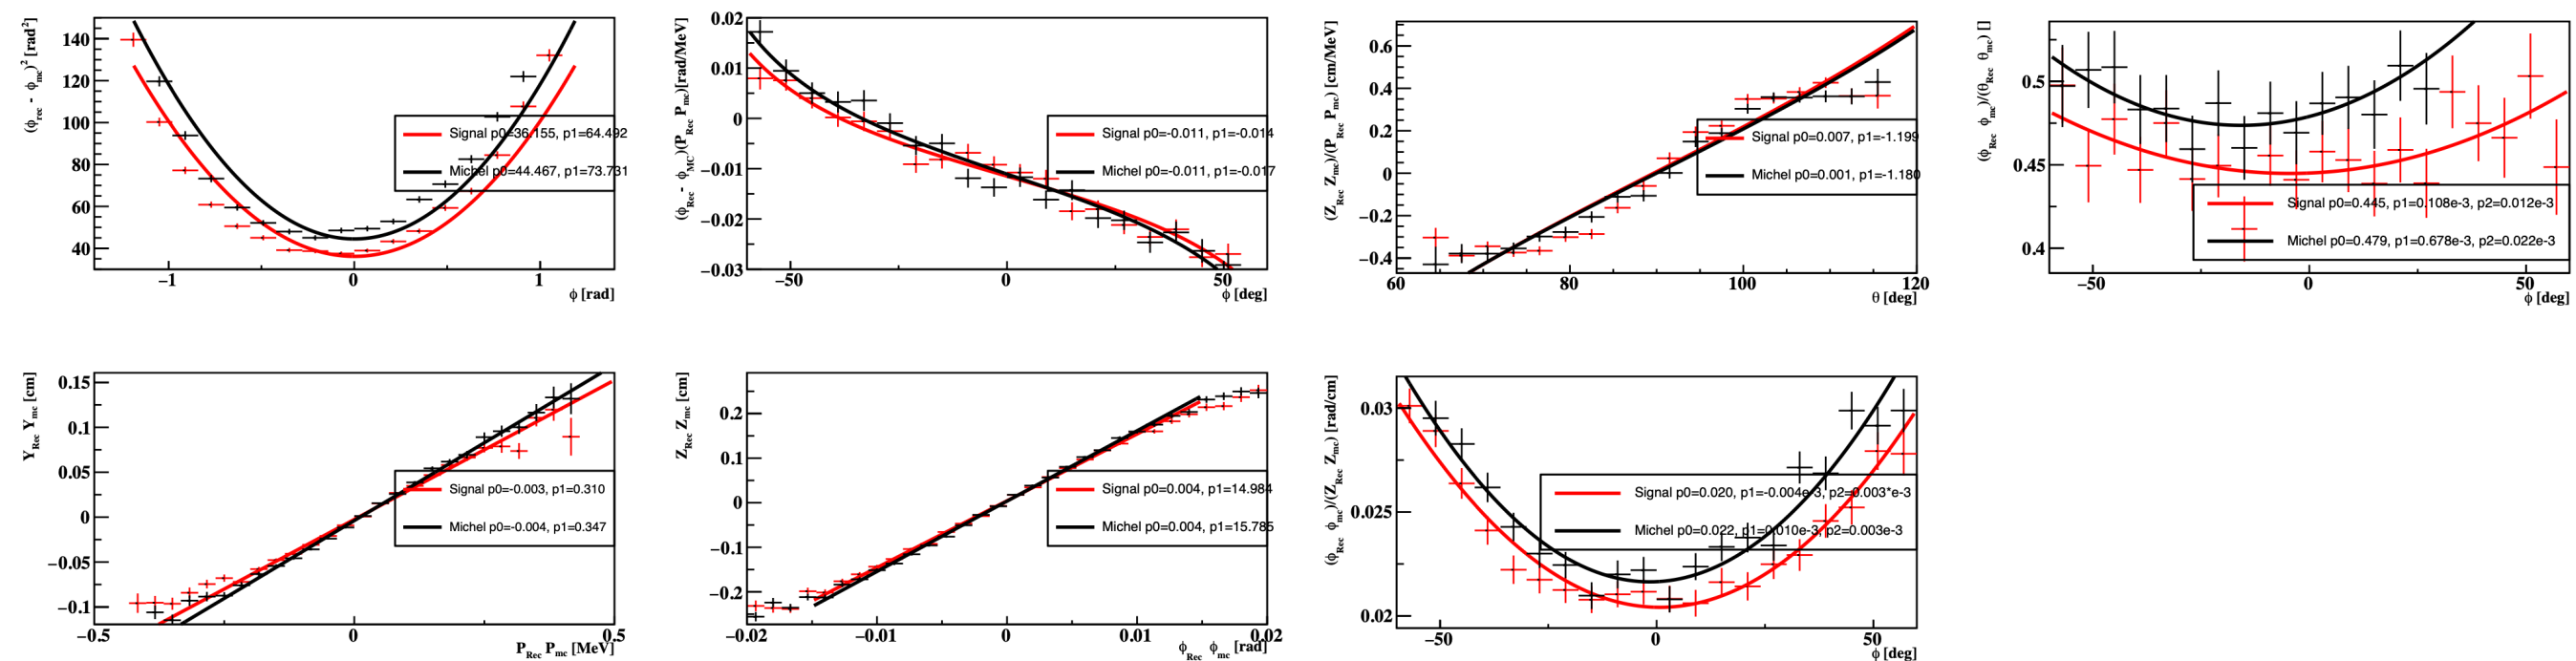 (ϕrec - ϕmc)² [rad²]
140
120
100
80
60
40
Signal p0=36.155, p1=64.492
Michel p0=44.467, p1=73.731
−1
0
1
ϕ [rad]
(ϕRec - ϕMC)(PRec Pmc)[rad/MeV]
0.02
0.01
0
−0.01
−0.02
−0.03
Signal p0=-0.011, p1=-0.014
Michel p0=-0.011, p1=-0.017
−50
0
50
ϕ [deg]
(ZRec Zmc)/(PRec Pmc) [cm/MeV]
0.6
0.4
0.2
0
−0.2
−0.4
Signal p0=0.007, p1=-1.199
Michel p0=0.001, p1=-1.180
60
80
100
120
θ [deg]
(ϕRec ϕmc)/(θRec θmc) []
0.5
0.45
0.4
Signal p0=0.445, p1=0.108e-3, p2=0.012e-3
Michel p0=0.479, p1=0.678e-3, p2=0.022e-3
−50
0
50
ϕ [deg]
YRec Ymc [cm]
0.15
0.1
0.05
0
−0.05
−0.1
Signal p0=-0.003, p1=0.310
Michel p0=-0.004, p1=0.347
−0.5
0
0.5
PRec Pmc [MeV]
ZRec Zmc [cm]
0.2
0.1
0
−0.1
−0.2
Signal p0=0.004, p1=14.984
Michel p0=0.004, p1=15.785
−0.02
−0.01
0
0.01
0.02
ϕRec ϕmc [rad]
(ϕRec ϕmc)/(ZRec Zmc) [rad/cm]
0.03
0.025
0.02
Signal p0=0.020, p1=-0.004e-3, p2=0.003*e-3
Michel p0=0.022, p1=0.010e-3, p2=0.003e-3
−50
0
50
ϕ [deg]